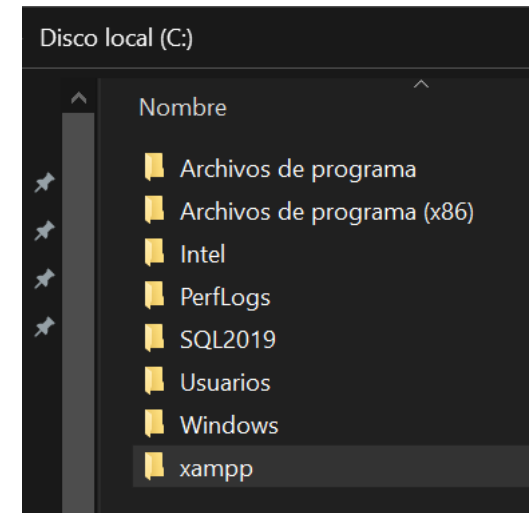 Disco local (C:)
Nombre
Archivos de programa
Archivos de programa (x86)
Intel
PerfLogs
SQL2019
Usuarios
Windows
xampp